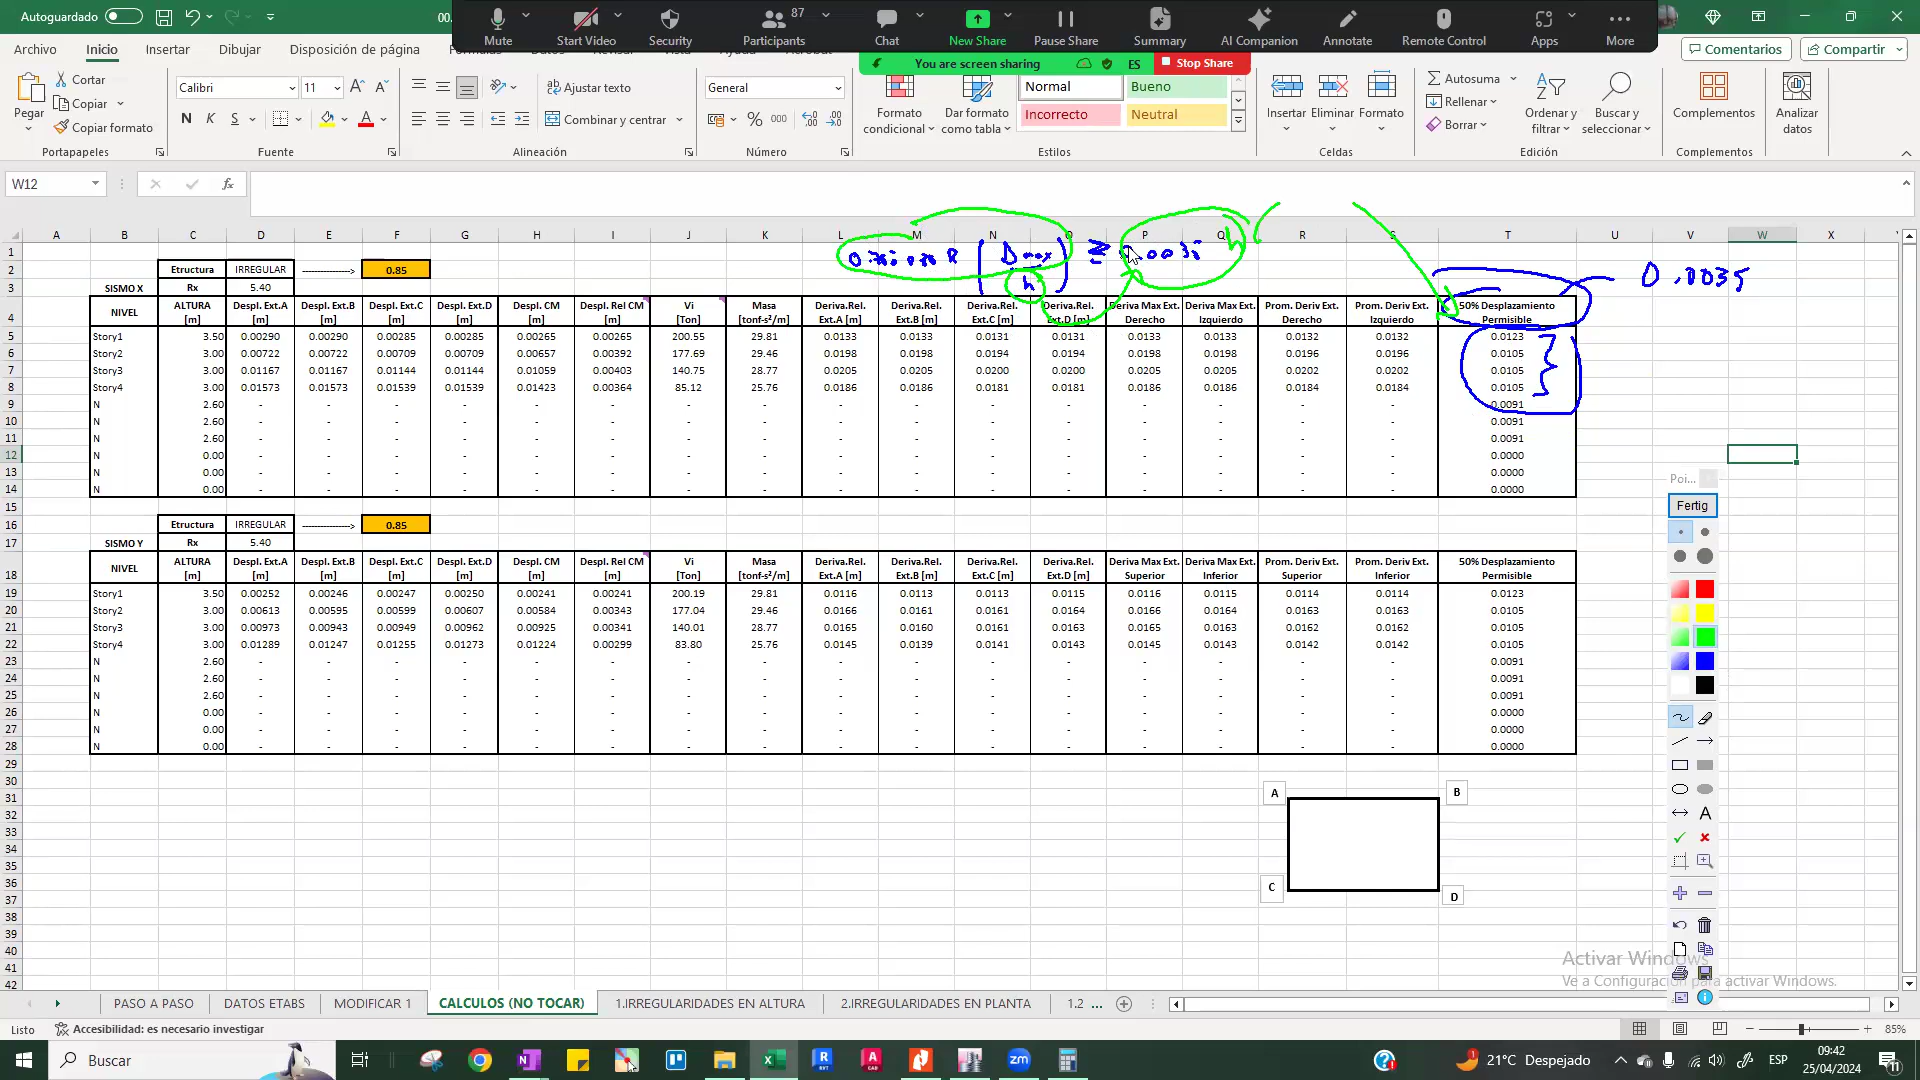 Autoguardado
00.
Mute
Start Video
Security
87
Participants
Chat
New Share
Pause Share
Summary
AI Companion
Annotate
Remote Control
Apps
More
You are screen sharing
ES
Stop Share
Archivo Inicio Insertar Dibujar Disposición de página
Comentarios Compartir
Pegar
Cortar
Copiar
Copiar formato
Portapapeles
Calibri 11
N K S
Fuente
Ajustar texto
Combinar y centrar
Alineación
General
% 000
Número
Formato condicional
Dar formato como tabla
Normal Bueno
Incorrecto Neutral
Estilos
Insertar Eliminar Formato
Celdas
Autosuma
Rellenar
Borrar
Ordenar y filtrar
Buscar y seleccionar
Edición
Complementos
Complementos
Analizar datos
W12 fx
A B C D E F G H I J K L M N O P Q R S T U V W X
Etructura IRREGULAR ---------------> 0.85
SISMO X Rx 5.40
NIVEL ALTURA [m] Despl. Ext.A [m] Despl. Ext.B [m] Despl. Ext.C [m] Despl. Ext.D [m] Despl. CM [m] Despl. Rel CM [m] Vi [Ton] Masa [tonf-s²/m] Deriva.Rel. Ext.A [m] Deriva.Rel. Ext.B [m] Deriva.Rel. Ext.C [m] Deriva.Rel. Ext.D [m] Deriva Max Ext. Derecho Deriva Max Ext. Izquierdo Prom. Deriv Ext. Derecho Prom. Deriv Ext. Izquierdo 50% Desplazamiento Permisible
Story1 3.50 0.00290 0.00290 0.00285 0.00285 0.00265 0.00265 200.55 29.81 0.0133 0.0133 0.0131 0.0131 0.0133 0.0133 0.0132 0.0132 0.0123
Story2 3.00 0.00722 0.00722 0.00709 0.00709 0.00657 0.00392 177.69 29.46 0.0198 0.0198 0.0194 0.0194 0.0198 0.0198 0.0196 0.0196 0.0105
Story3 3.00 0.01167 0.01167 0.01144 0.01144 0.01059 0.00403 140.75 28.77 0.0205 0.0205 0.0200 0.0200 0.0205 0.0205 0.0202 0.0202 0.0105
Story4 3.00 0.01573 0.01573 0.01539 0.01539 0.01423 0.00364 85.12 25.76 0.0186 0.0186 0.0181 0.0181 0.0186 0.0186 0.0184 0.0184 0.0105
N 2.60 - - - - - - - - - - - - - - - - 0.0091
N 2.60 - - - - - - - - - - - - - - - - 0.0091
N 2.60 - - - - - - - - - - - - - - - - 0.0091
N 0.00 - - - - - - - - - - - - - - - - 0.0000
N 0.00 - - - - - - - - - - - - - - - - 0.0000
N 0.00 - - - - - - - - - - - - - - - - 0.0000
Etructura IRREGULAR ---------------> 0.85
SISMO Y Rx 5.40
NIVEL ALTURA [m] Despl. Ext.A [m] Despl. Ext.B [m] Despl. Ext.C [m] Despl. Ext.D [m] Despl. CM [m] Despl. Rel CM [m] Vi [Ton] Masa [tonf-s²/m] Deriva.Rel. Ext.A [m] Deriva.Rel. Ext.B [m] Deriva.Rel. Ext.C [m] Deriva.Rel. Ext.D [m] Deriva Max Ext. Superior Deriva Max Ext. Inferior Prom. Deriv Ext. Superior Prom. Deriv Ext. Inferior 50% Desplazamiento Permisible
Story1 3.50 0.00252 0.00246 0.00247 0.00250 0.00241 0.00241 200.19 29.81 0.0116 0.0113 0.0113 0.0115 0.0116 0.0115 0.0114 0.0114 0.0123
Story2 3.00 0.00613 0.00595 0.00599 0.00607 0.00584 0.00343 177.04 29.46 0.0166 0.0161 0.0161 0.0164 0.0166 0.0164 0.0163 0.0163 0.0105
Story3 3.00 0.00973 0.00943 0.00949 0.00962 0.00925 0.00341 140.01 28.77 0.0165 0.0160 0.0161 0.0163 0.0165 0.0163 0.0162 0.0162 0.0105
Story4 3.00 0.01289 0.01247 0.01255 0.01273 0.01224 0.00299 83.80 25.76 0.0145 0.0139 0.0141 0.0143 0.0145 0.0143 0.0142 0.0142 0.0105
N 2.60 - - - - - - - - - - - - - - - - 0.0091
N 2.60 - - - - - - - - - - - - - - - - 0.0091
N 2.60 - - - - - - - - - - - - - - - - 0.0091
N 0.00 - - - - - - - - - - - - - - - - 0.0000
N 0.00 - - - - - - - - - - - - - - - - 0.0000
N 0.00 - - - - - - - - - - - - - - - - 0.0000
0.0035
h
A B
C D
Poi...
Fertig
Activar Windows
Ve a Configuración para activar Windows.
PASO A PASO DATOS ETABS MODIFICAR 1 CALCULOS (NO TOCAR) 1.IRREGULARIDADES EN ALTURA 2.IRREGULARIDADES EN PLANTA 1.2 ...
Listo Accesibilidad: es necesario investigar 85%
Buscar
21°C Despejado
ESP
09:42
25/04/2024